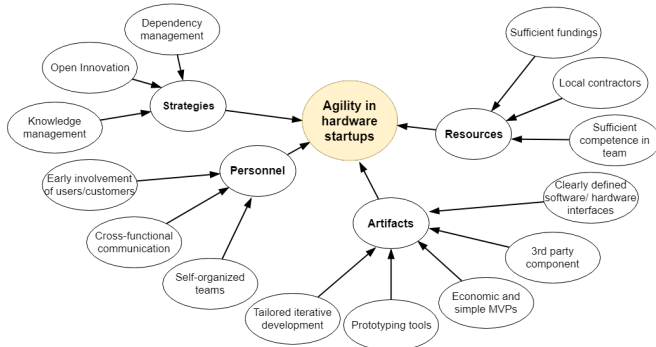 Dependency
management
Open Innovation
Knowledge
management
Strategies
Agility in
hardware
startups
Sufficient fundings
Local contractors
Sufficient
competence in
team
Resources
Personnel
Early involvement
of users/customers
Cross-functional
communication
Self-organized
teams
Artifacts
Clearly defined
software/ hardware
interfaces
3rd party
component
Economic and
simple MVPs
Prototyping tools
Tailored iterative
development